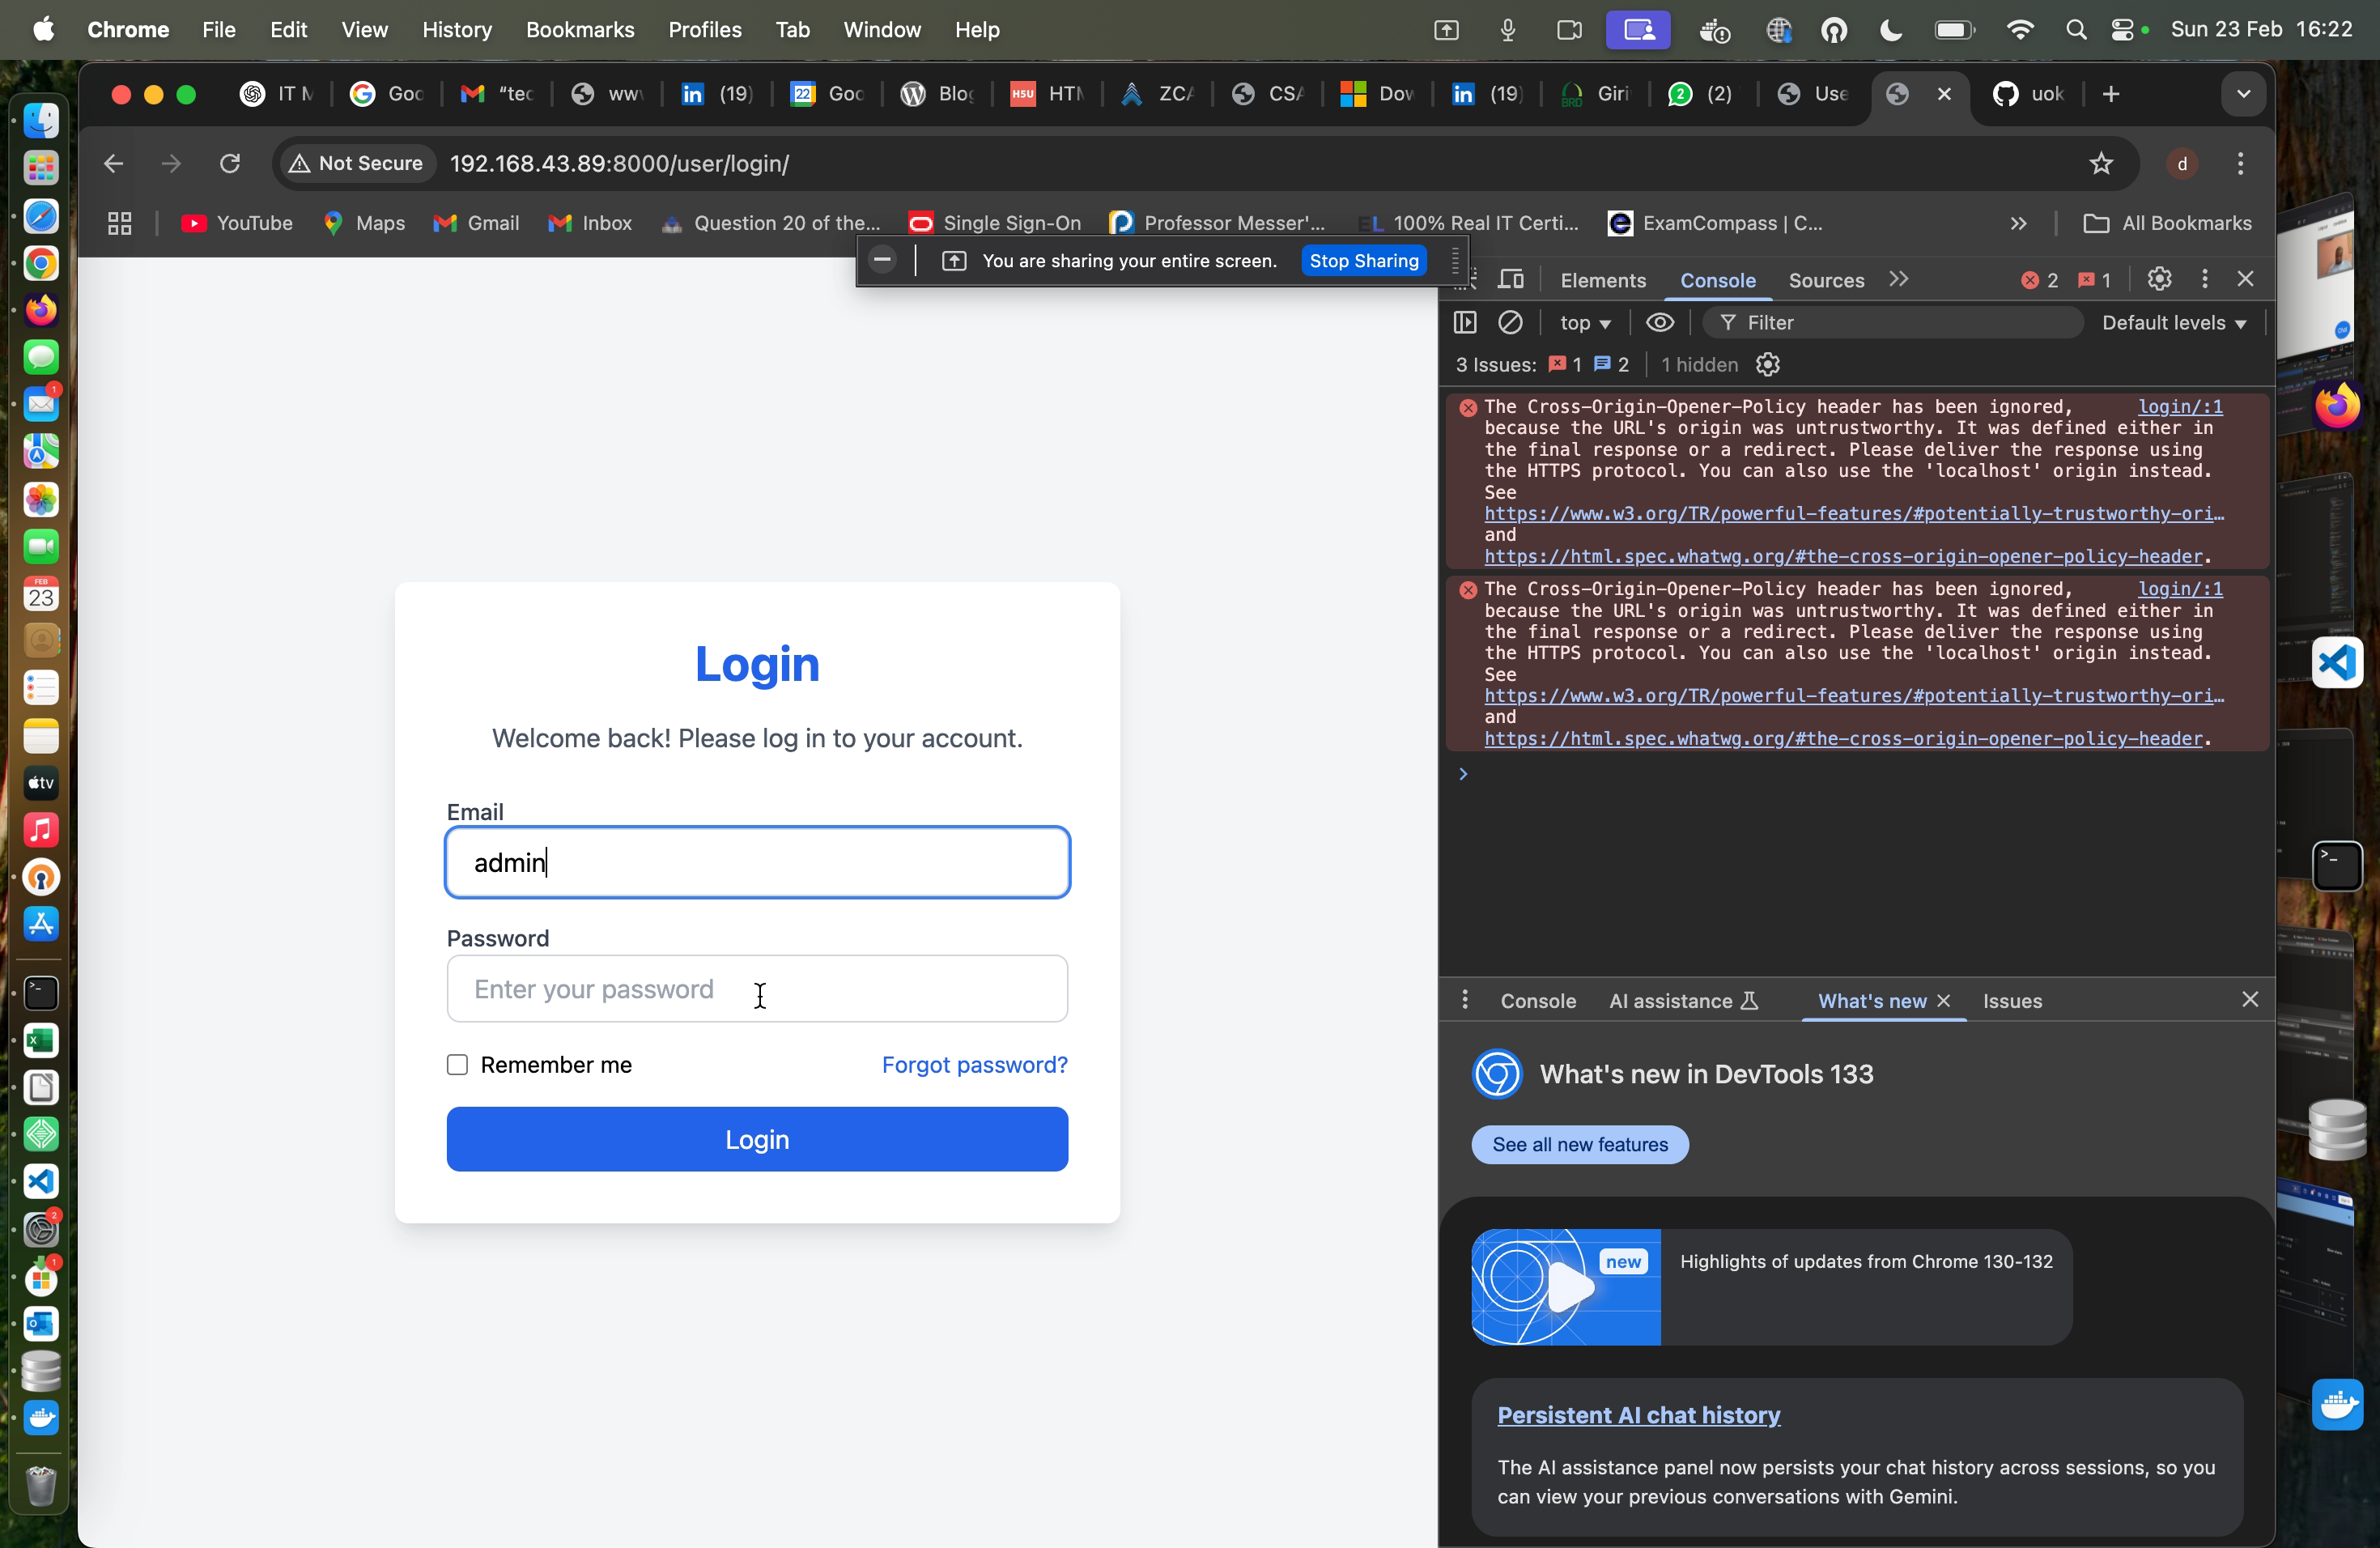 Chrome File Edit View History Bookmarks Profiles Tab Window Help Sun 23 Feb 16:22
IT M Goo "tec ww (19) 22 Goo Blog HSU HTM ZCA CSA Dow (19) BRD Giri 2 (2) Use uok
Not Secure 192.168.43.89:8000/user/login/ d
YouTube Maps Gmail Inbox Question 20 of the... Single Sign-On Professor Messer'... EL 100% Real IT Certi... ExamCompass | C... All Bookmarks
You are sharing your entire screen. Stop Sharing
Elements Console Sources 2 1
top Filter Default levels
3 Issues: 1 2 1 hidden
The Cross-Origin-Opener-Policy header has been ignored, login/:1
because the URL's origin was untrustworthy. It was defined either in
the final response or a redirect. Please deliver the response using
the HTTPS protocol. You can also use the 'localhost' origin instead.
See
https://www.w3.org/TR/powerful-features/#potentially-trustworthy-ori…
and
https://html.spec.whatwg.org/#the-cross-origin-opener-policy-header.
The Cross-Origin-Opener-Policy header has been ignored, login/:1
because the URL's origin was untrustworthy. It was defined either in
the final response or a redirect. Please deliver the response using
the HTTPS protocol. You can also use the 'localhost' origin instead.
See
https://www.w3.org/TR/powerful-features/#potentially-trustworthy-ori…
and
https://html.spec.whatwg.org/#the-cross-origin-opener-policy-header.
Login
Welcome back! Please log in to your account.
Email
admin
Password
Enter your password
Remember me Forgot password?
Login
Console AI assistance What's new Issues
What's new in DevTools 133
See all new features
new Highlights of updates from Chrome 130-132
Persistent AI chat history
The AI assistance panel now persists your chat history across sessions, so you
can view your previous conversations with Gemini.
1
FEB
23
tv
2
1